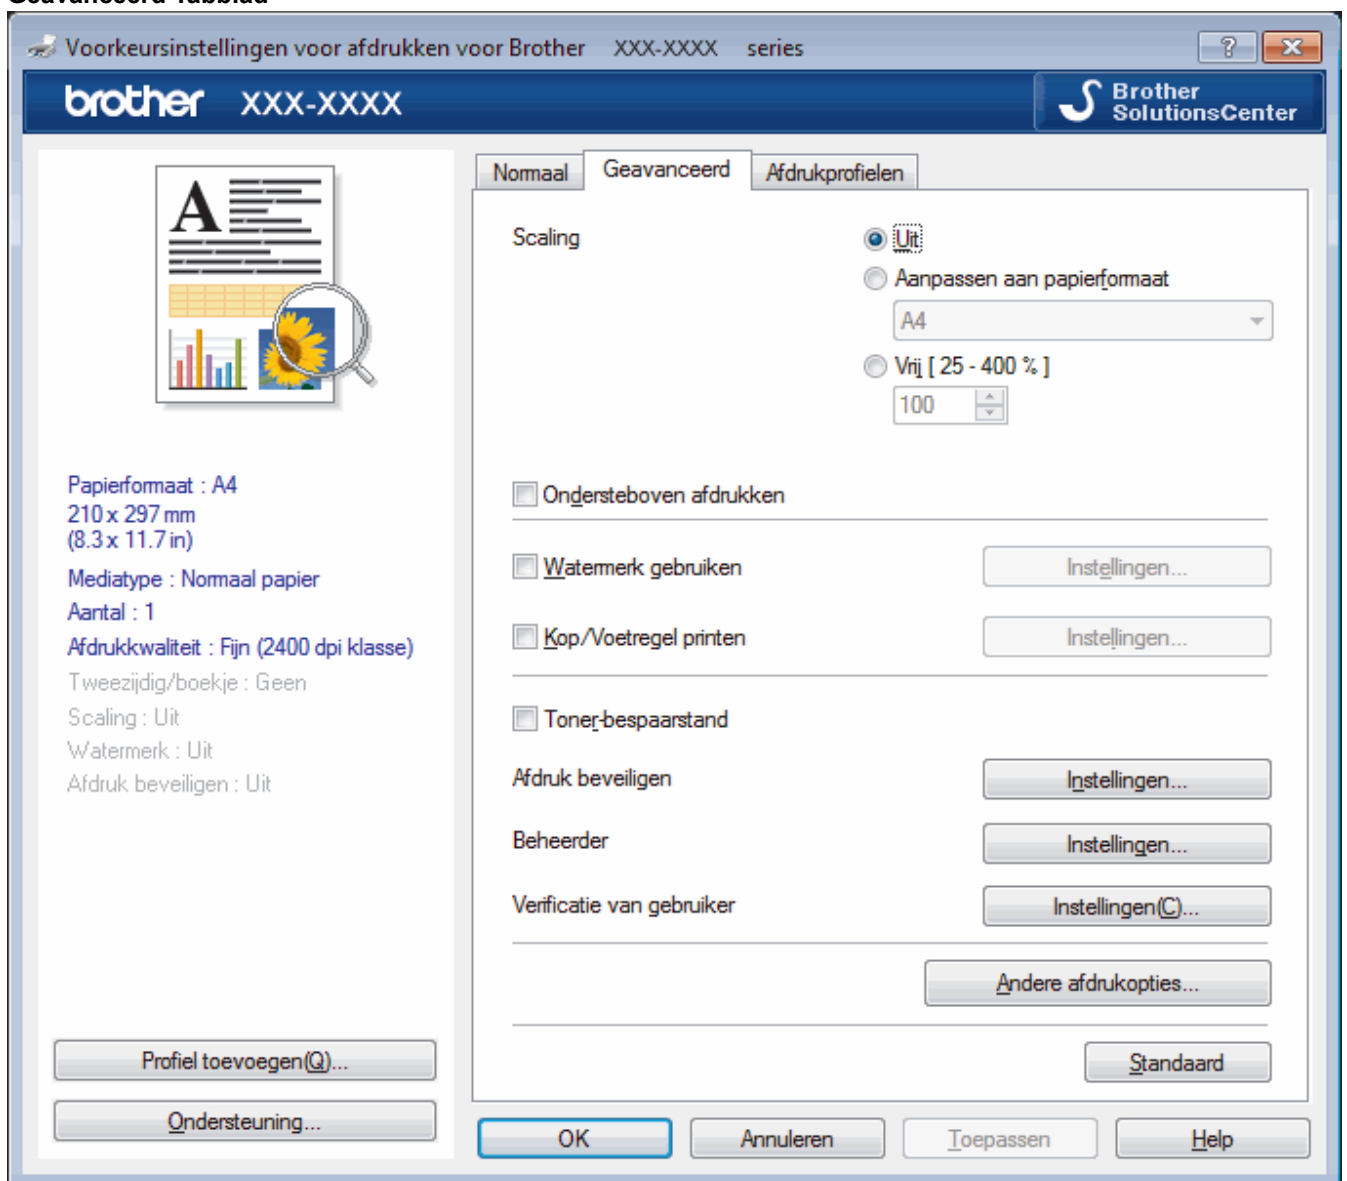 Geavanceerd Tabblad
Voorkeursinstellingen voor afdrukken voor Brother XXX-XXXX series
brother XXX-XXXX
Brother
SolutionsCenter
A
Papierformaat : A4
210 x 297 mm
(8.3 x 11.7 in)
Mediatype : Normaal papier
Aantal : 1
Afdrukkwaliteit : Fijn (2400 dpi klasse)
Tweezijdig/boekje : Geen
Scaling : Uit
Watermerk : Uit
Afdruk beveiligen : Uit
Profiel toevoegen(Q)...
Ondersteuning...
Normaal Geavanceerd Afdrukprofielen
Scaling
Uit
Aanpassen aan papierformaat
A4
Vrij [ 25 - 400 % ]
100
Ondersteboven afdrukken
Watermerk gebruiken Instellingen...
Kop/Voetregel printen Instellingen...
Toner-bespaarstand
Afdruk beveiligen Instellingen...
Beheerder Instellingen...
Verificatie van gebruiker Instellingen(C)...
Andere afdrukopties...
Standaard
OK Annuleren Toepassen Help